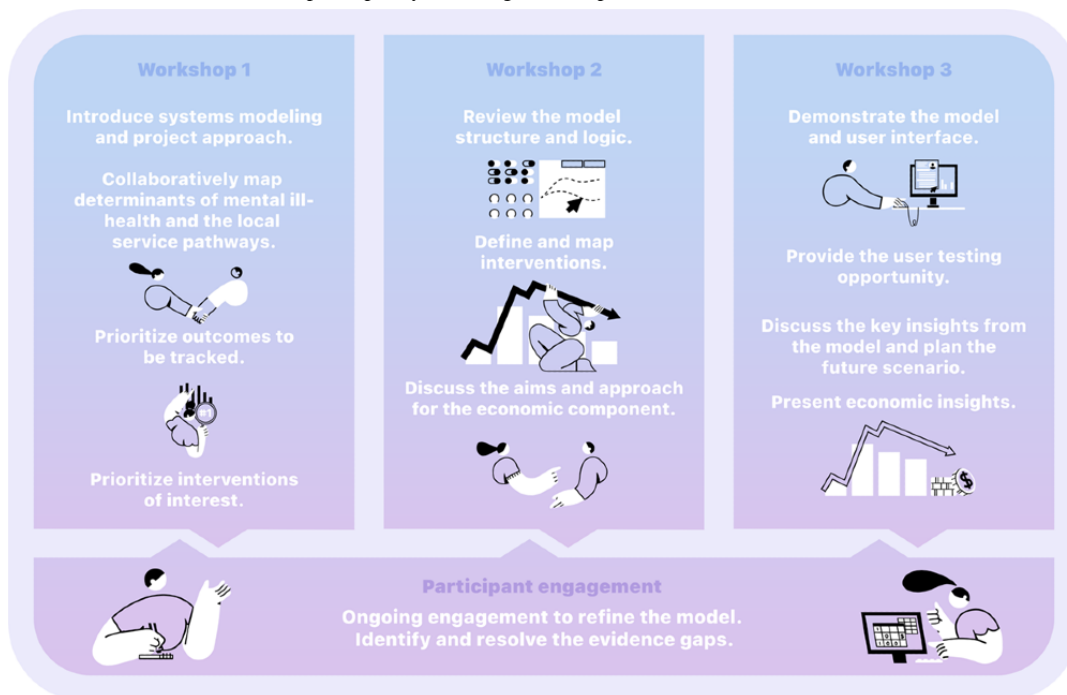 Workshop 1
Introduce systems modeling
and project approach.
Collaboratively map
determinants of mental ill-
health and the local
service pathways.
Prioritize outcomes to
be tracked.
#1
Prioritize interventions
of interest.
Workshop 2
Review the model
structure and logic.
Define and map
interventions.
Discuss the aims and approach
for the economic component.
Workshop 3
Demonstrate the model
and user interface.
Provide the user testing
opportunity.
Discuss the key insights from
the model and plan the
future scenario.
Present economic insights.
$
Participant engagement
Ongoing engagement to refine the model.
Identify and resolve the evidence gaps.